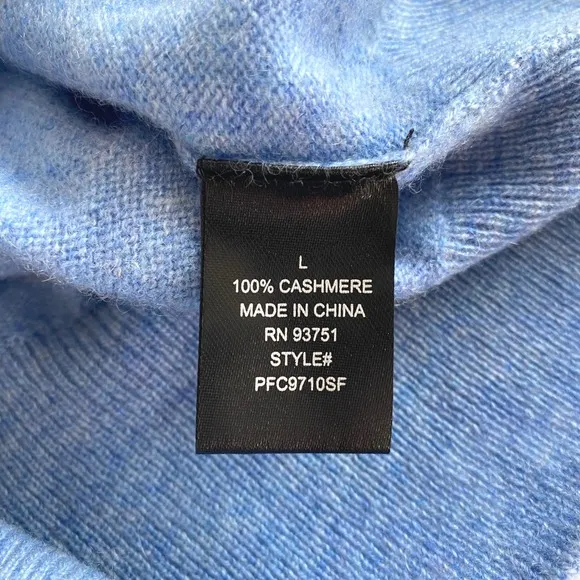 L
100% CASHMERE
MADE IN CHINA
RN 93751
STYLE#
PFC9710SF